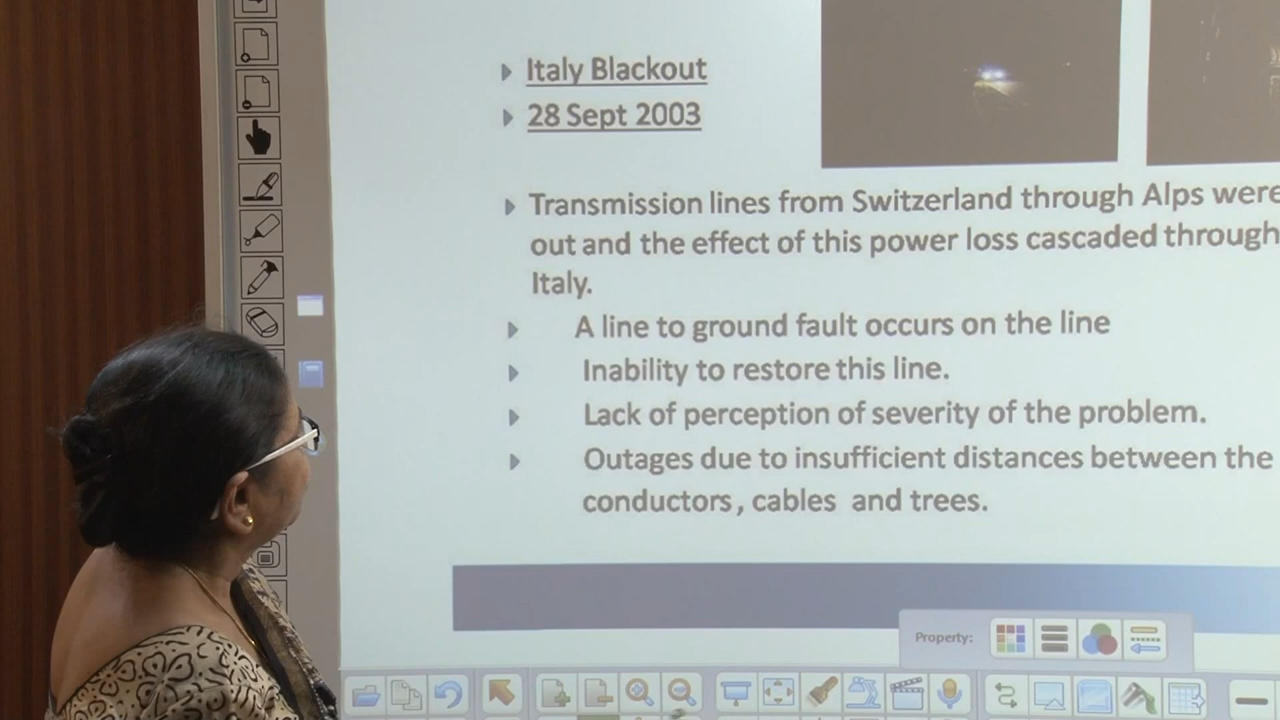 Italy Blackout
28 Sept 2003
Transmission lines from Switzerland through Alps were
out and the effect of this power loss cascaded through
Italy.
A line to ground fault occurs on the line
Inability to restore this line.
Lack of perception of severity of the problem.
Outages due to insufficient distances between the
conductors, cables and trees.
Property: